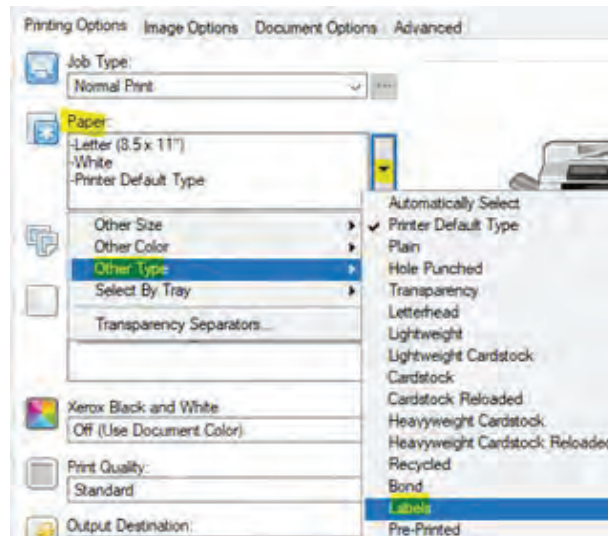 Printing Options Image Options Document Options Advanced
Job Type:
Normal Print
Paper:
-Letter (8.5 x 11")
-White
-Printer Default Type
Other Size
Other Color
Other Type
Select By Tray
Transparency Separators...
Automatically Select
Printer Default Type
Plain
Hole Punched
Transparency
Letterhead
Lightweight
Lightweight Cardstock
Cardstock
Cardstock Reloaded
Heavyweight Cardstock
Heavyweight Cardstock Reloaded
Recycled
Bond
Labels
Pre-Printed
Xerox Black and White
Off (Use Document Color)
Print Quality:
Standard
Output Destination: